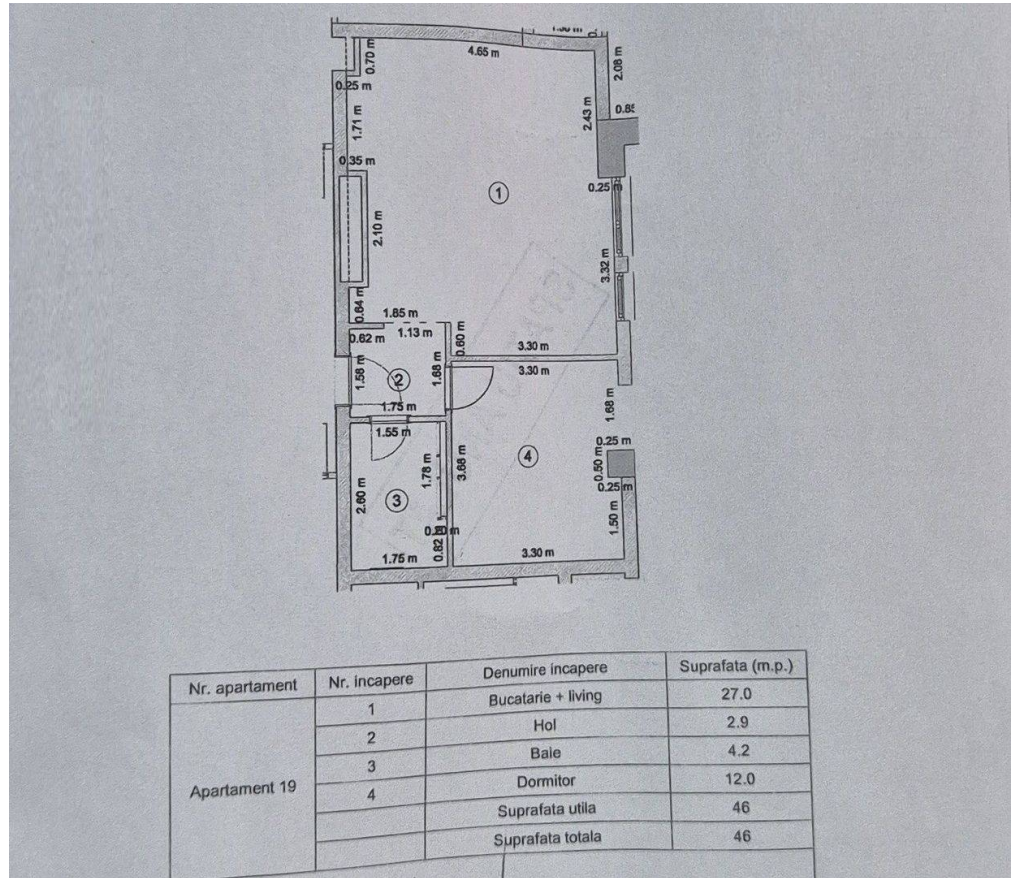 4.65 m
0.70 m
2.08 m
0.25 m
1.71 m
2.43 m
0.35 m
0.25 m
1
2.10 m
3.32 m
0.64 m
1.85 m
0.62 m
1.13 m
0.60 m
3.30 m
3.30 m
1.58 m
2
1.68 m
1.75 m
1.68 m
1.55 m
0.25 m
4
3.68 m
1.78 m
0.50 m
0.25 m
2.60 m
3
1.50 m
0.20 m
0.82 m
1.75 m
3.30 m
Nr. apartament Nr. incapere Denumire incapere Suprafata (m.p.)
Apartament 19
1 Bucatarie + living 27.0
2 Hol 2.9
3 Baie 4.2
4 Dormitor 12.0
Suprafata utila 46
Suprafata totala 46